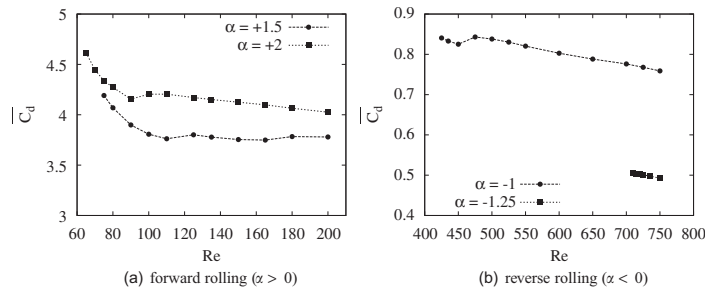 5
4.5
4
3.5
3
C̅d
α = +1.5
α = +2
60 80 100 120 140 160 180 200
Re
(a) forward rolling (α > 0)
0.9
0.8
0.7
0.6
0.5
0.4
C̅d
α = -1
α = -1.25
400 450 500 550 600 650 700 750 800
Re
(b) reverse rolling (α < 0)